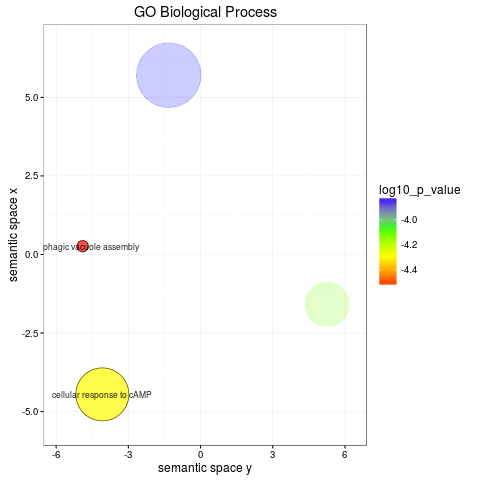 GO Biological Process
semantic space x
5.0
2.5
0.0
-2.5
-5.0
phagic vacuole assembly
cellular response to cAMP
-6
-3
0
3
6
semantic space y
log10_p_value
-4.0
-4.2
-4.4